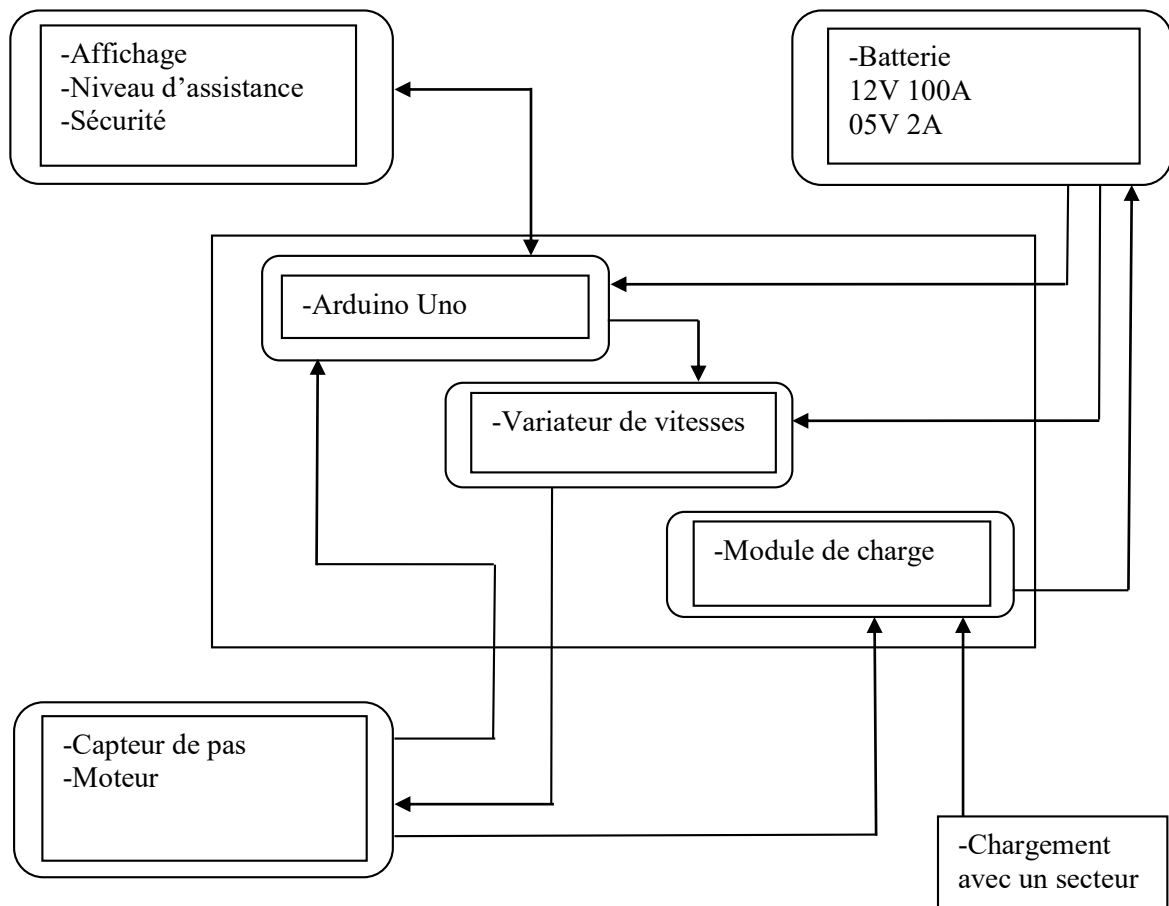 -Affichage
-Niveau d’assistance
-Sécurité
-Batterie
12V 100A
05V 2A
-Arduino Uno
-Variateur de vitesses
-Module de charge
-Capteur de pas
-Moteur
-Chargement
avec un secteur